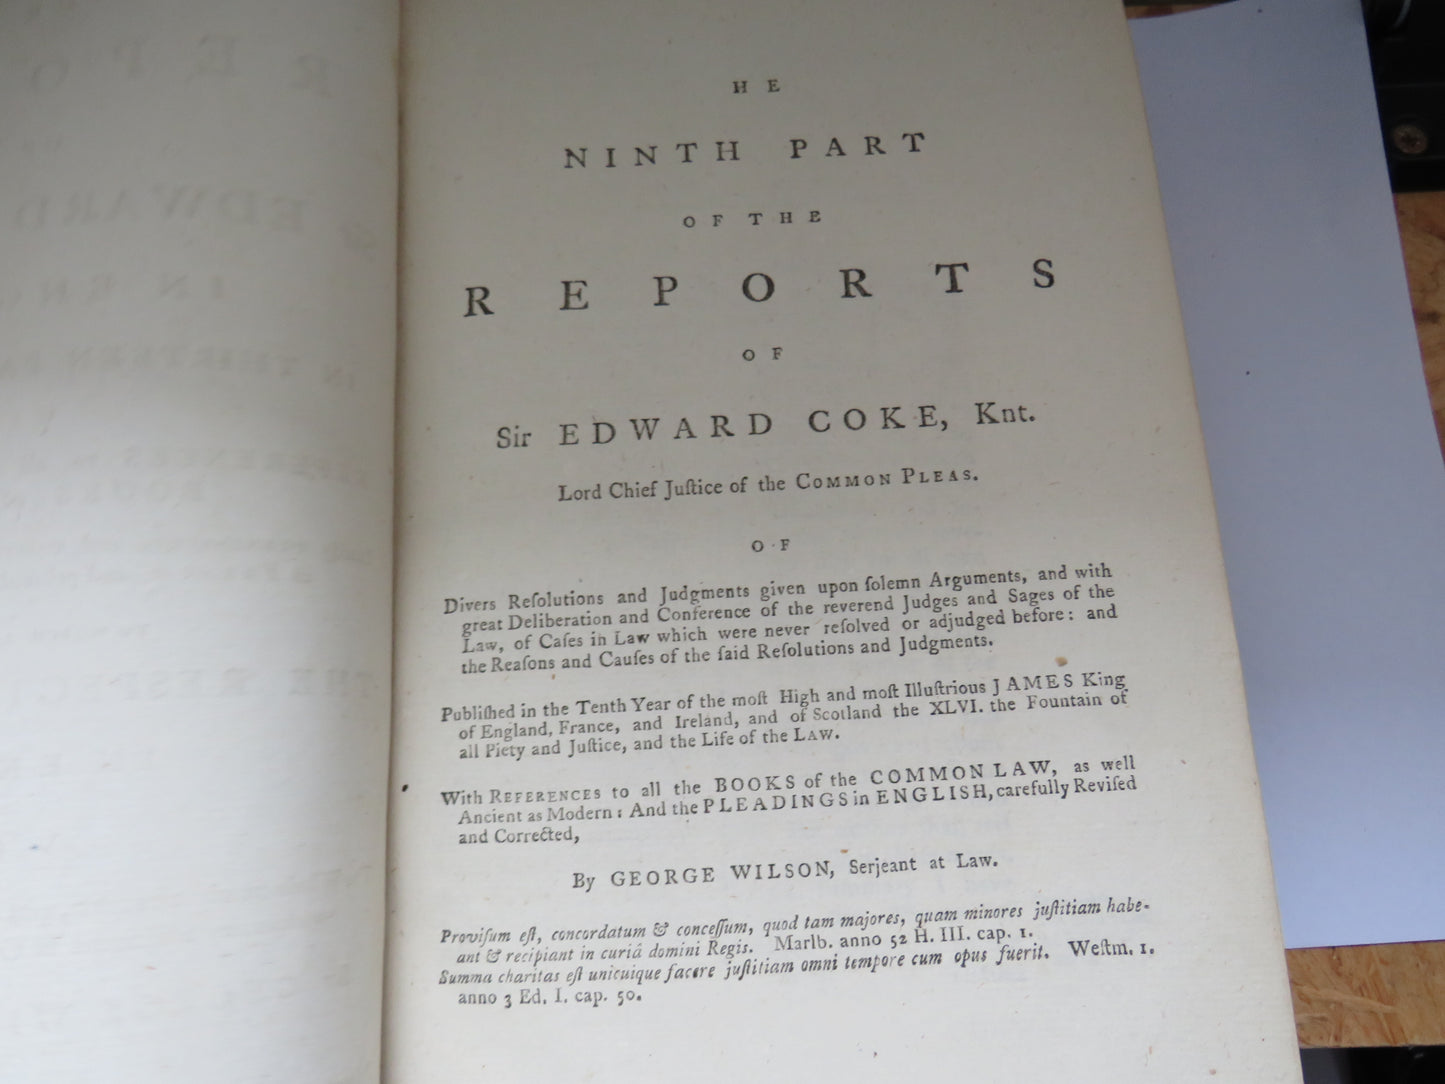 H E
NINTH PART
OF THE
REPORTS
OF
Sir EDWARD COKE, Knt.
Lord Chief Juſtice of the COMMON PLEAS.
OF
Divers Reſolutions and Judgments given upon ſolemn Arguments, and with
great Deliberation and Conference of the reverend Judges and Sages of the
Law, of Caſes in Law which were never reſolved or adjudged before: and
the Reaſons and Cauſes of the ſaid Reſolutions and Judgments.
Publiſhed in the Tenth Year of the moſt High and moſt Illuſtrious JAMES King
of England, France, and Ireland, and of Scotland the XLVI. the Fountain of
all Piety and Juſtice, and the Life of the LAW.
With REFERENCES to all the BOOKS of the COMMON LAW, as well
Ancient as Modern: And the PLEADINGS in ENGLISH, carefully Reviſed
and Corrected,
By GEORGE WILSON, Serjeant at Law.
Proviſum eſt, concordatum & conceſſum, quod tam majores, quam minores juſtitiam habe-
ant & recipiant in curiâ domini Regis. Marlb. anno 52 H. III. cap. 1.
Summa charitas eſt unicuique facere juſtitiam omni tempore cum opus fuerit. Weſtm. 1.
anno 3 Ed. I. cap. 50.